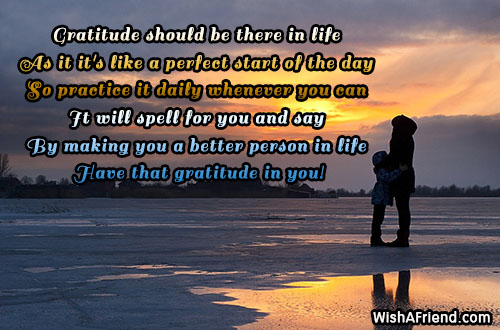 Gratitude should be there in life
As it it's like a perfect start of the day
So practice it daily whenever you can
It will spell for you and say
By making you a better person in life
Have that gratitude in you!
WishAFriend.com